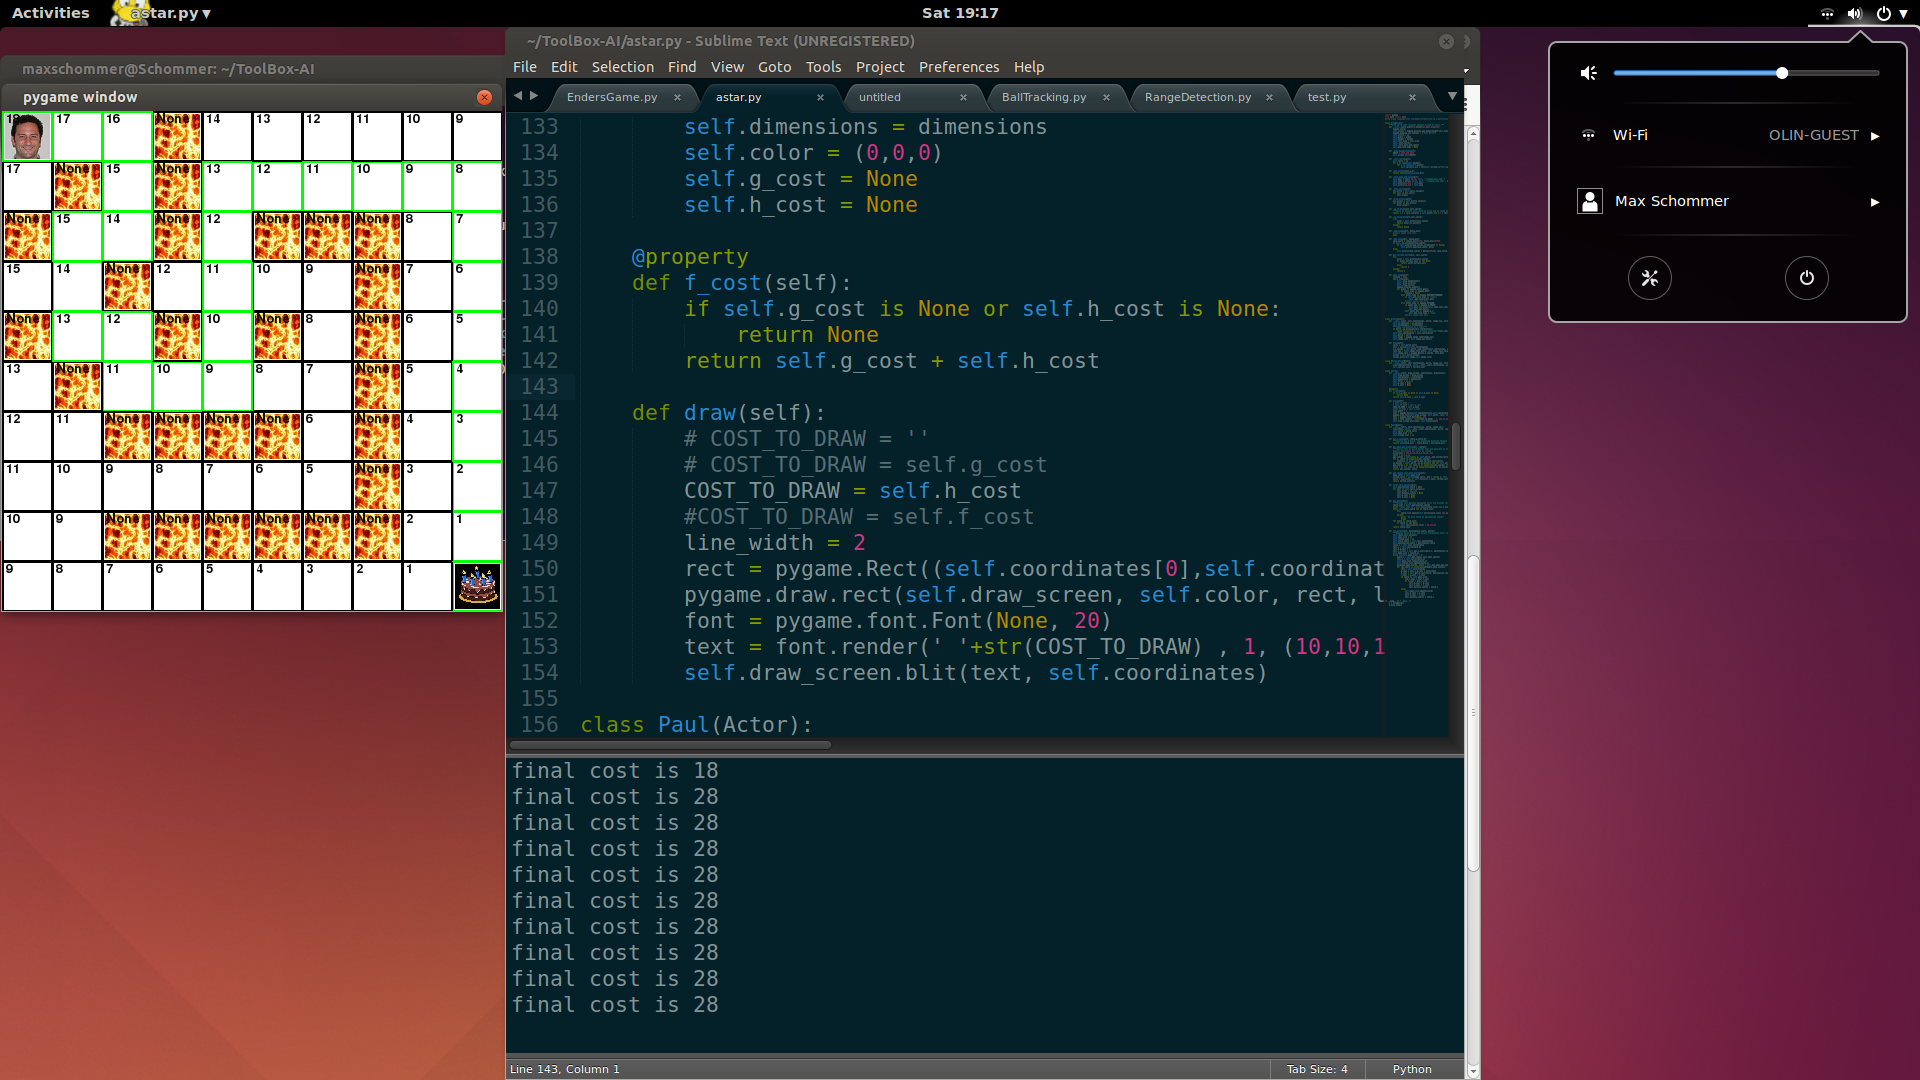 Activities astar.py Sat 19:17
maxschommer@Schommer: ~/ToolBox-AI
pygame window
18 17 16 None 14 13 12 11 10 9
17 None 15 None 13 12 11 10 9 8
None 15 14 None 12 None None None 8 7
15 14 None 12 11 10 9 None 7 6
None 13 12 None 10 None 8 None 6 5
13 None 11 10 9 8 7 None 5 4
12 11 None None None None 6 None 4 3
11 10 9 8 7 6 5 None 3 2
10 9 None None None None None None 2 1
9 8 7 6 5 4 3 2 1
~/ToolBox-AI/astar.py - Sublime Text (UNREGISTERED)
File Edit Selection Find View Goto Tools Project Preferences Help
EndersGame.py astar.py untitled BallTracking.py RangeDetection.py test.py
133 self.dimensions = dimensions
134 self.color = (0,0,0)
135 self.g_cost = None
136 self.h_cost = None
137
138 @property
139 def f_cost(self):
140 if self.g_cost is None or self.h_cost is None:
141 return None
142 return self.g_cost + self.h_cost
143
144 def draw(self):
145 # COST_TO_DRAW = ''
146 # COST_TO_DRAW = self.g_cost
147 COST_TO_DRAW = self.h_cost
148 #COST_TO_DRAW = self.f_cost
149 line_width = 2
150 rect = pygame.Rect((self.coordinates[0],self.coordinat
151 pygame.draw.rect(self.draw_screen, self.color, rect, l
152 font = pygame.font.Font(None, 20)
153 text = font.render(' '+str(COST_TO_DRAW) , 1, (10,10,1
154 self.draw_screen.blit(text, self.coordinates)
155
156 class Paul(Actor):
final cost is 18
final cost is 28
final cost is 28
final cost is 28
final cost is 28
final cost is 28
final cost is 28
final cost is 28
final cost is 28
final cost is 28
Line 143, Column 1 Tab Size: 4 Python
Wi-Fi OLIN-GUEST
Max Schommer